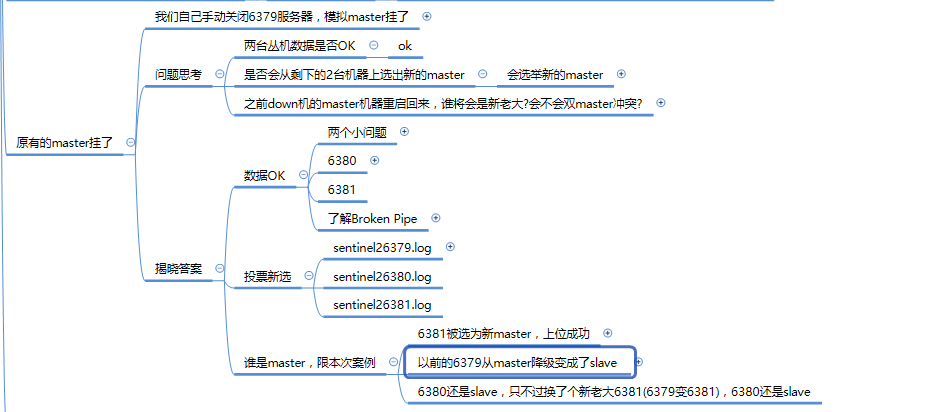 我们自己手动关闭6379服务器，模拟master挂了
两台丛机数据是否OK
ok
问题思考
是否会从剩下的2台机器上选出新的master
会选举新的master
之前down机的master机器重启回来，谁将会是新老大?会不会双master冲突?
原有的master挂了
两个小问题
6380
数据OK
6381
了解Broken Pipe
揭晓答案
sentinel26379.log
投票新选
sentinel26380.log
sentinel26381.log
6381被选为新master，上位成功
谁是master，限本次案例
以前的6379从master降级变成了slave
6380还是slave，只不过换了个新老大6381(6379变6381)，6380还是slave